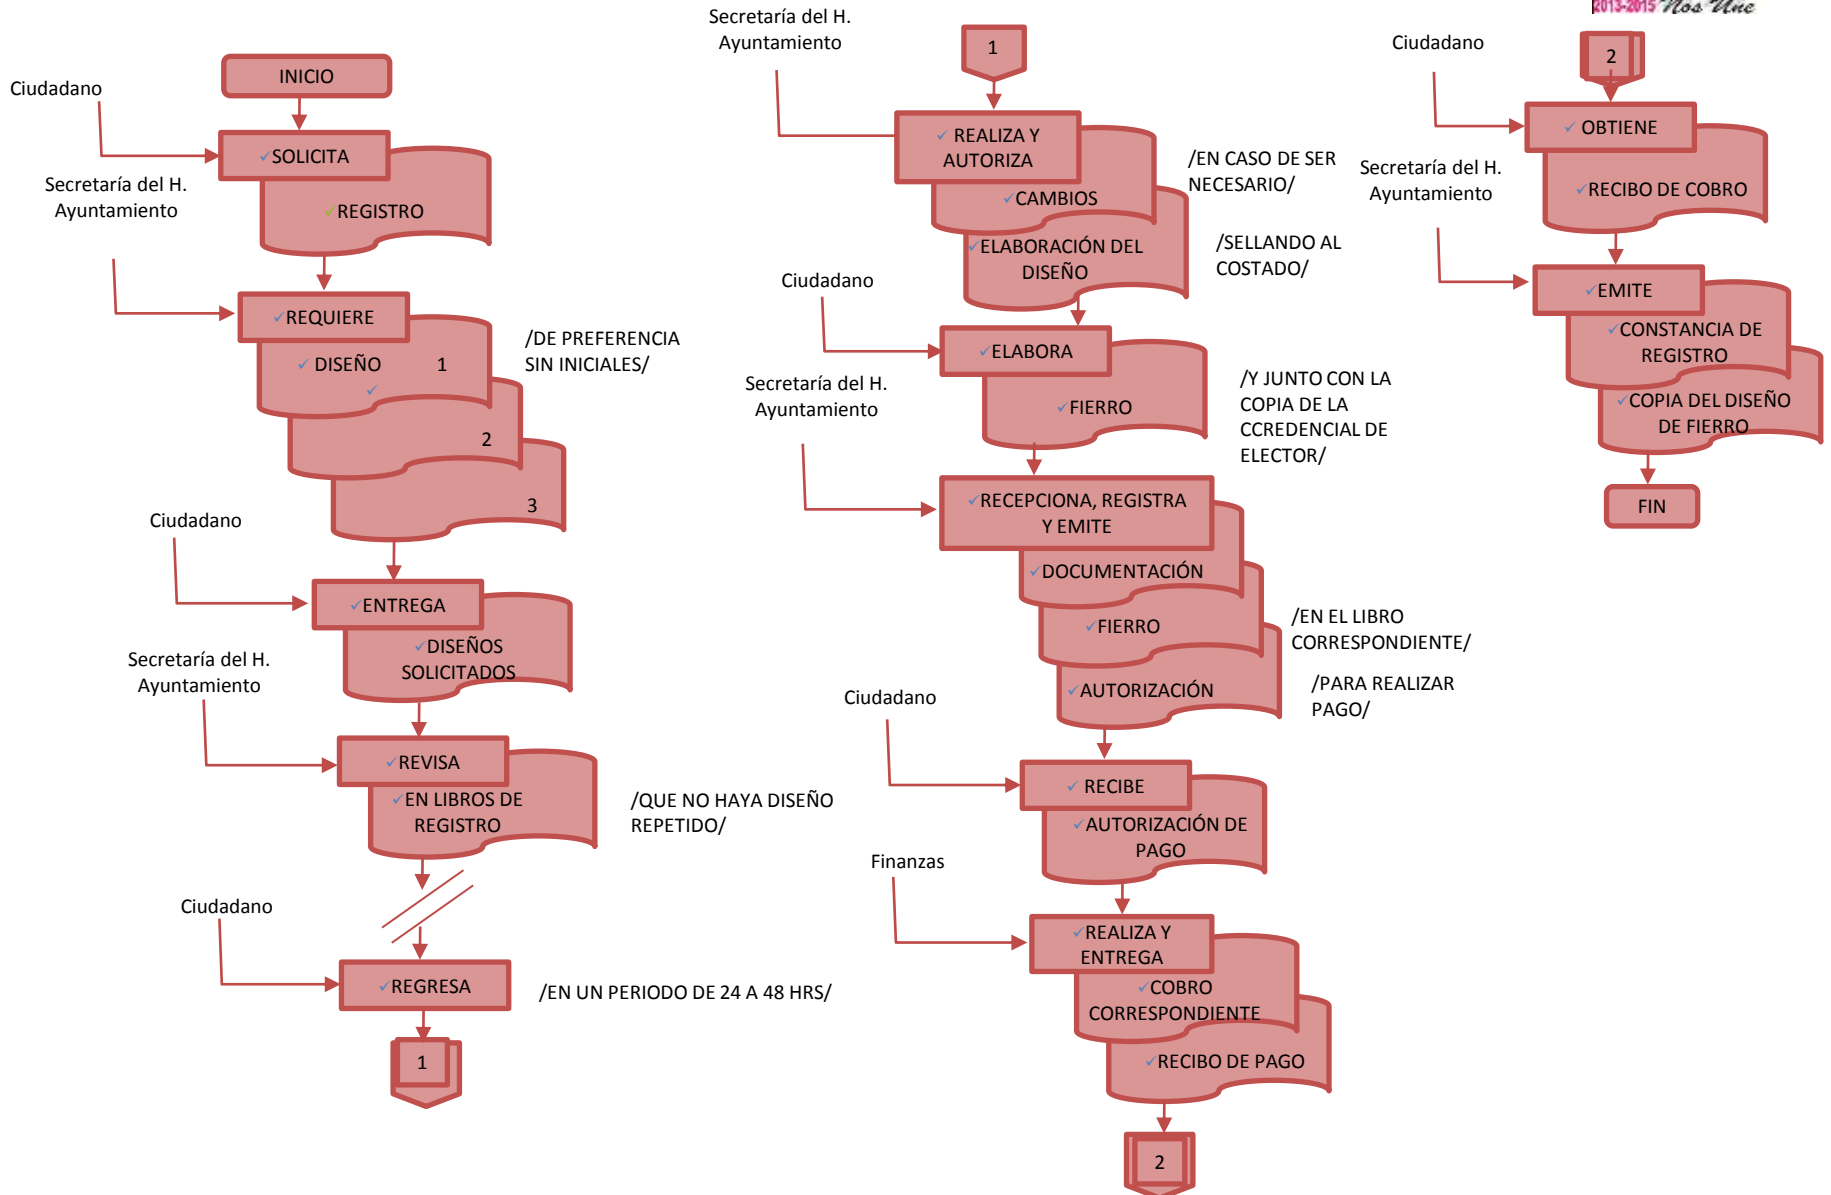 INICIO
Ciudadano
✓SOLICITA
✓REGISTRO
Secretaría del H.
Ayuntamiento
✓REQUIERE
✓ DISEÑO 1
✓
2
3
/DE PREFERENCIA
SIN INICIALES/
Ciudadano
✓ENTREGA
✓DISEÑOS
SOLICITADOS
Secretaría del H.
Ayuntamiento
✓REVISA
✓EN LIBROS DE
REGISTRO
/QUE NO HAYA DISEÑO
REPETIDO/
Ciudadano
✓REGRESA
/EN UN PERIODO DE 24 A 48 HRS/
1
Secretaría del H.
Ayuntamiento
1
✓ REALIZA Y
AUTORIZA
✓CAMBIOS
/EN CASO DE SER
NECESARIO/
✓ELABORACIÓN DEL
DISEÑO
/SELLANDO AL
COSTADO/
Ciudadano
✓ELABORA
✓FIERRO
/Y JUNTO CON LA
COPIA DE LA
CCREDENCIAL DE
ELECTOR/
Secretaría del H.
Ayuntamiento
✓RECEPCIONA, REGISTRA
Y EMITE
✓DOCUMENTACIÓN
✓FIERRO
/EN EL LIBRO
CORRESPONDIENTE/
✓AUTORIZACIÓN
/PARA REALIZAR
PAGO/
Ciudadano
✓ RECIBE
✓AUTORIZACIÓN DE
PAGO
Finanzas
✓REALIZA Y
ENTREGA
✓COBRO
CORRESPONDIENTE
✓RECIBO DE PAGO
2
2013-2015 Nos Une
Ciudadano
2
✓ OBTIENE
✓RECIBO DE COBRO
Secretaría del H.
Ayuntamiento
✓EMITE
✓CONSTANCIA DE
REGISTRO
✓COPIA DEL DISEÑO
DE FIERRO
FIN